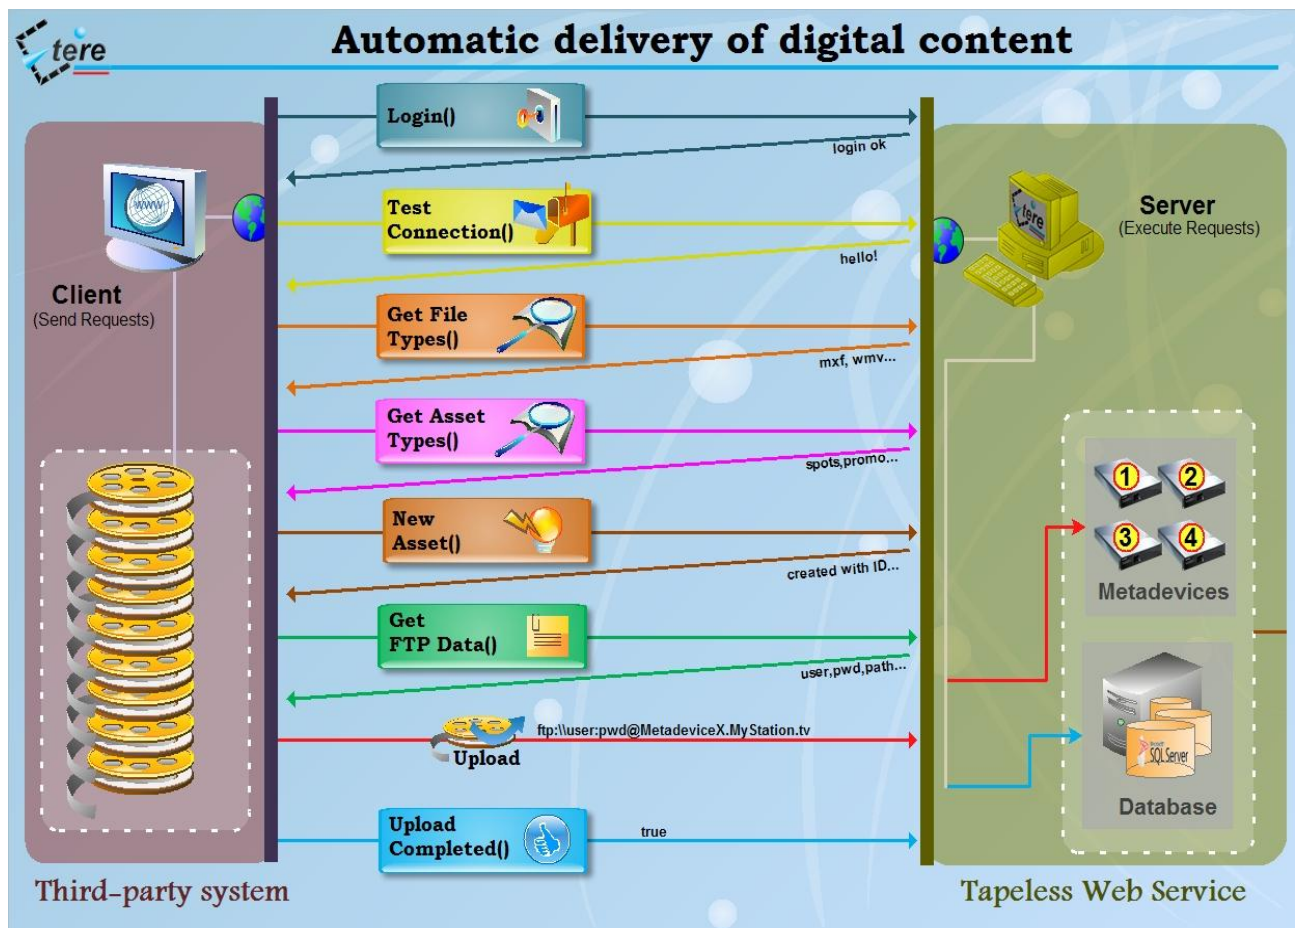 Etere
Automatic delivery of digital content
Login()
login ok
Test
Connection()
hello!
Get File
Types()
mxf, wmv...
Get Asset
Types()
spots,promo...
New
Asset()
created with ID...
Get
FTP Data()
user,pwd,path...
ftp:\\user:pwd@MetadeviceX.MyStation.tv
Upload
Upload
Completed()
true
www
Client
(Send Requests)
Third-party system
tere
Server
(Execute Requests)
1
2
3
4
Metadevices
Microsoft
SQL Server
Database
Tapeless Web Service